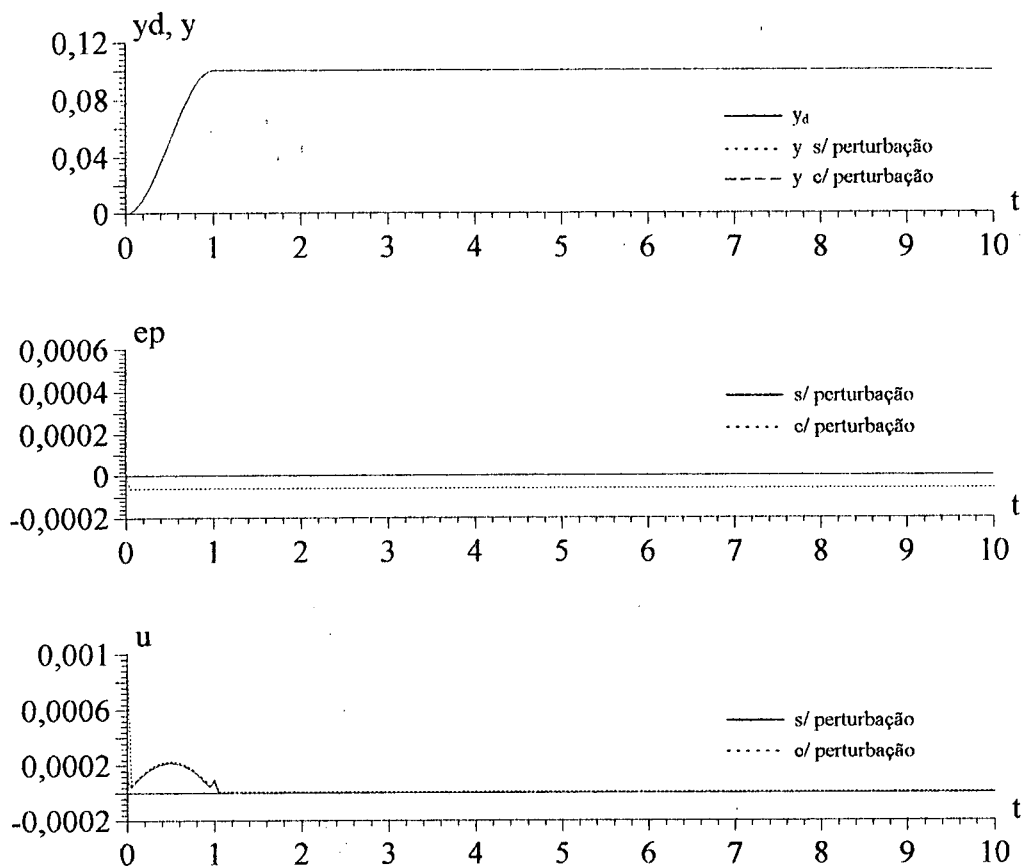 yd, y
0,12
0,08
0,04
0
y_d
y s/ perturbação
y c/ perturbação
t
0 1 2 3 4 5 6 7 8 9 10
ep
0,0006
0,0004
0,0002
0
-0,0002
s/ perturbação
c/ perturbação
t
0 1 2 3 4 5 6 7 8 9 10
u
0,001
0,0006
0,0002
-0,0002
s/ perturbação
c/ perturbação
t
0 1 2 3 4 5 6 7 8 9 10